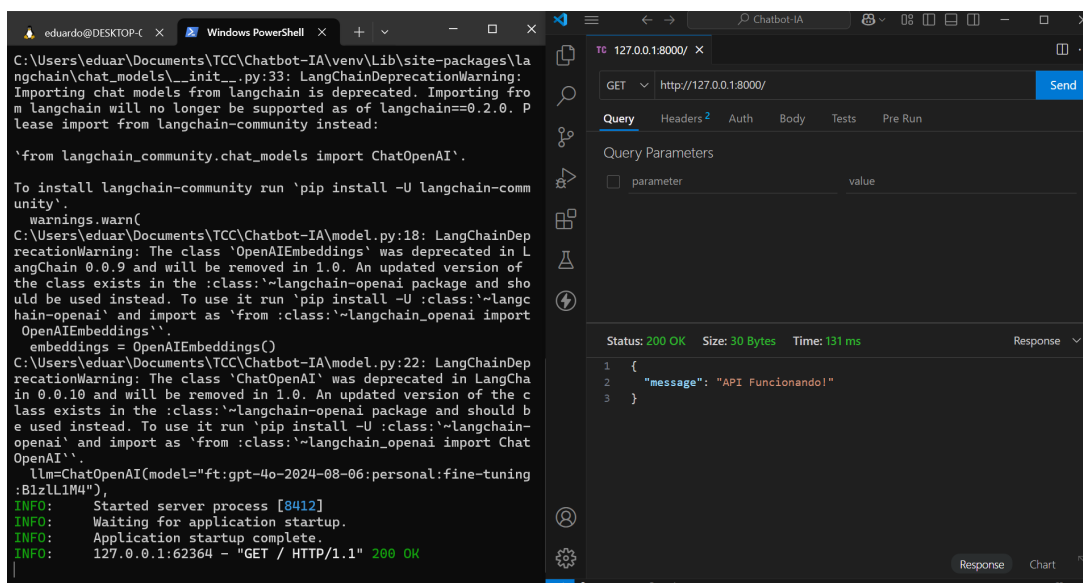 eduardo@DESKTOP-(
Windows PowerShell
C:\Users\eduar\Documents\TCC\Chatbot-IA\venv\Lib\site-packages\la
ngchain\chat_models\__init__.py:33: LangChainDeprecationWarning:
Importing chat models from langchain is deprecated. Importing fro
m langchain will no longer be supported as of langchain==0.2.0. P
lease import from langchain-community instead:
`from langchain_community.chat_models import ChatOpenAI`.
To install langchain-community run `pip install -U langchain-comm
unity`.
warnings.warn(
C:\Users\eduar\Documents\TCC\Chatbot-IA\model.py:18: LangChainDep
recationWarning: The class `OpenAIEmbeddings` was deprecated in L
angChain 0.0.9 and will be removed in 1.0. An updated version of
the class exists in the :class:`~langchain-openai package and sho
uld be used instead. To use it run `pip install -U :class:`~langc
hain-openai` and import as `from :class:`~langchain_openai import
OpenAIEmbeddings``.
embeddings = OpenAIEmbeddings()
C:\Users\eduar\Documents\TCC\Chatbot-IA\model.py:22: LangChainDep
recationWarning: The class `ChatOpenAI` was deprecated in LangCha
in 0.0.10 and will be removed in 1.0. An updated version of the c
lass exists in the :class:`~langchain-openai package and should b
e used instead. To use it run `pip install -U :class:`~langchain-
openai` and import as `from :class:`~langchain_openai import Chat
OpenAI``.
llm=ChatOpenAI(model="ft:gpt-4o-2024-08-06:personal:fine-tuning
:B1zlL1M4"),
INFO: Started server process [8412]
INFO: Waiting for application startup.
INFO: Application startup complete.
INFO: 127.0.0.1:62364 - "GET / HTTP/1.1" 200 OK
Chatbot-IA
TC 127.0.0.1:8000/
GET http://127.0.0.1:8000/ Send
Query Headers 2 Auth Body Tests Pre Run
Query Parameters
parameter value
Status: 200 OK Size: 30 Bytes Time: 131 ms Response
1 {
2 "message": "API Funcionando!"
3 }
Response Chart